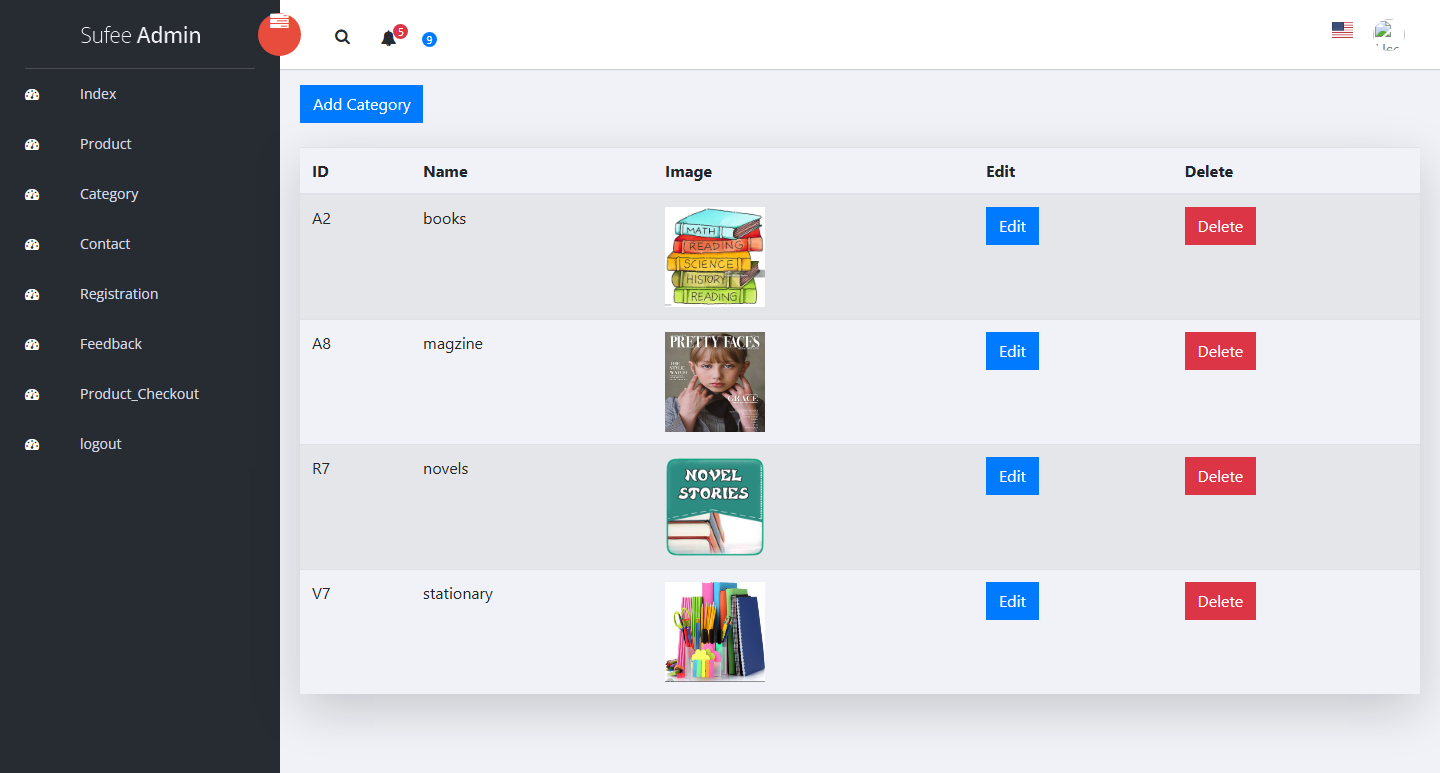 Sufee Admin
5
9
Index
Product
Category
Contact
Registration
Feedback
Product_Checkout
logout
Add Category
ID Name Image Edit Delete
A2 books Edit Delete
MATH
READING
SCIENCE
HISTORY
READING
A8 magzine Edit Delete
PRETTY FACES
GRACE
R7 novels Edit Delete
NOVEL
STORIES
V7 stationary Edit Delete